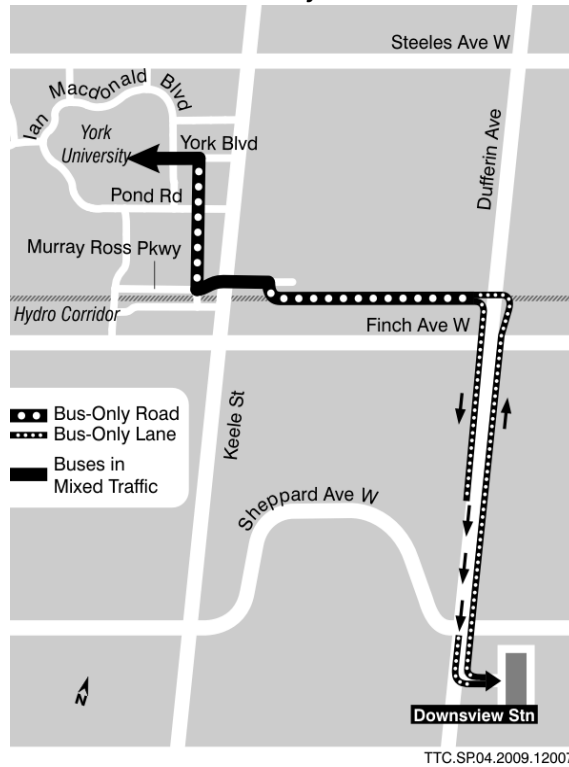 Steeles Ave W
Ian Macdonald Blvd
York
University
York Blvd
Dufferin Ave
Pond Rd
Murray Ross Pkwy
Hydro Corridor
Finch Ave W
Bus-Only Road
Bus-Only Lane
Buses in
Mixed Traffic
Keele St
Sheppard Ave W
N
Downsview Stn
TTC.SP.04.2009.12007